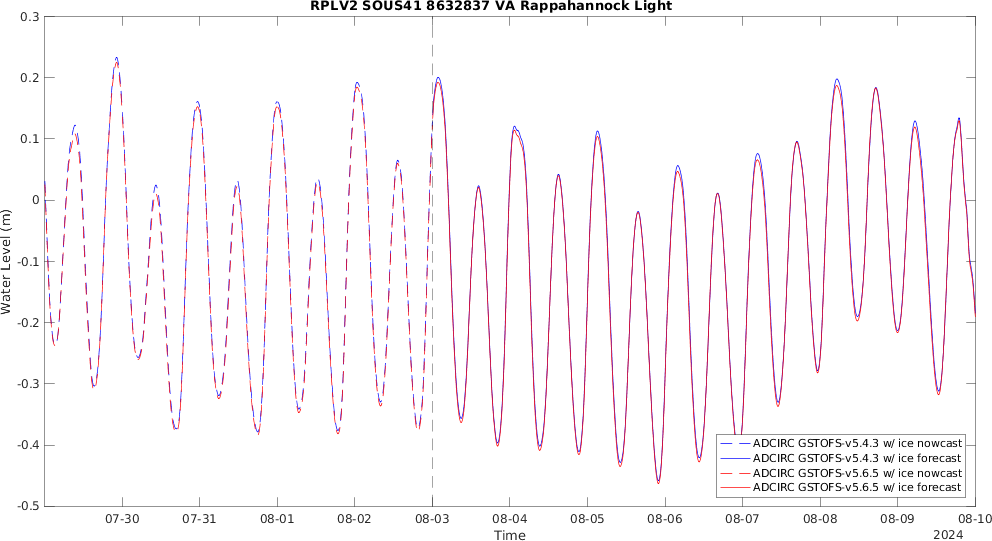 RPLV2 SOUS41 8632837 VA Rappahannock Light
0.3
0.2
0.1
0
-0.1
-0.2
-0.3
-0.4
-0.5
Water Level (m)
ADCIRC GSTOFS-v5.4.3 w/ ice nowcast
ADCIRC GSTOFS-v5.4.3 w/ ice forecast
ADCIRC GSTOFS-v5.6.5 w/ ice nowcast
ADCIRC GSTOFS-v5.6.5 w/ ice forecast
07-30 07-31 08-01 08-02 08-03 08-04 08-05 08-06 08-07 08-08 08-09 08-10
Time
2024